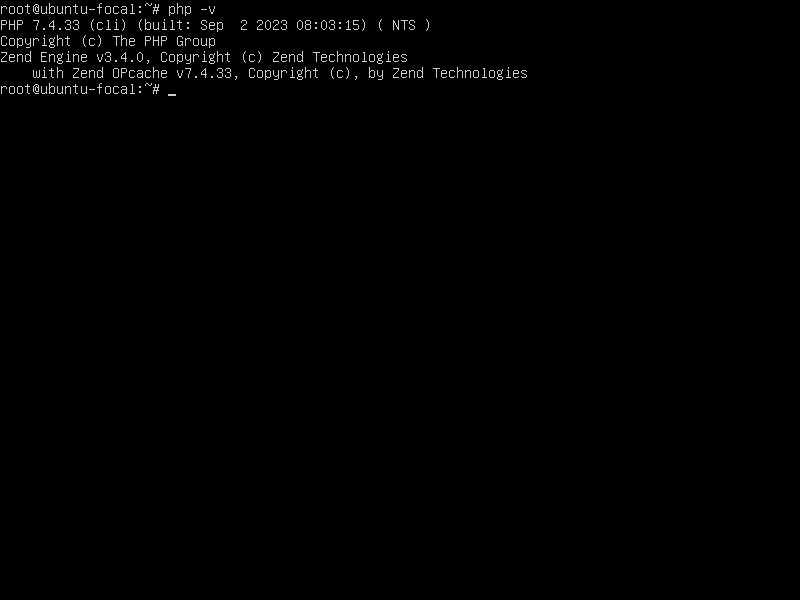 root@ubuntu-focal:~# php -v
PHP 7.4.33 (cli) (built: Sep  2 2023 08:03:15) ( NTS )
Copyright (c) The PHP Group
Zend Engine v3.4.0, Copyright (c) Zend Technologies
    with Zend OPcache v7.4.33, Copyright (c), by Zend Technologies
root@ubuntu-focal:~# _